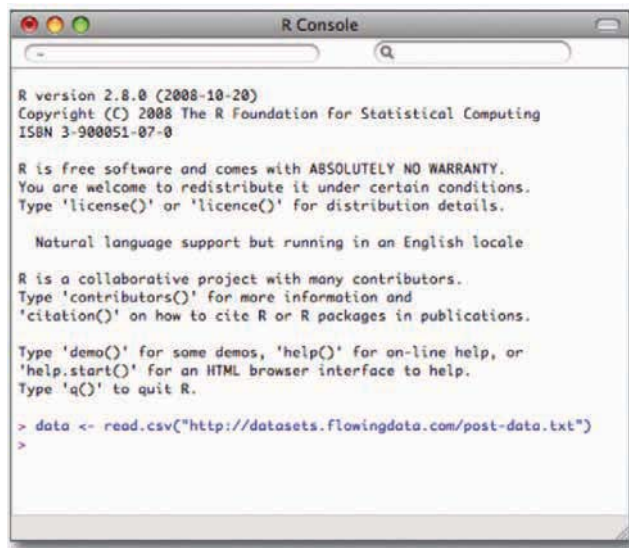 R Console
R version 2.8.0 (2008-10-20)
Copyright (C) 2008 The R Foundation for Statistical Computing
ISBN 3-900051-07-0
R is free software and comes with ABSOLUTELY NO WARRANTY.
You are welcome to redistribute it under certain conditions.
Type 'license()' or 'licence()' for distribution details.
Natural language support but running in an English locale
R is a collaborative project with many contributors.
Type 'contributors()' for more information and
'citation()' on how to cite R or R packages in publications.
Type 'demo()' for some demos, 'help()' for on-line help, or
'help.start()' for an HTML browser interface to help.
Type 'q()' to quit R.
> data <- read.csv("http://datasets.flowingdata.com/post-data.txt")
>